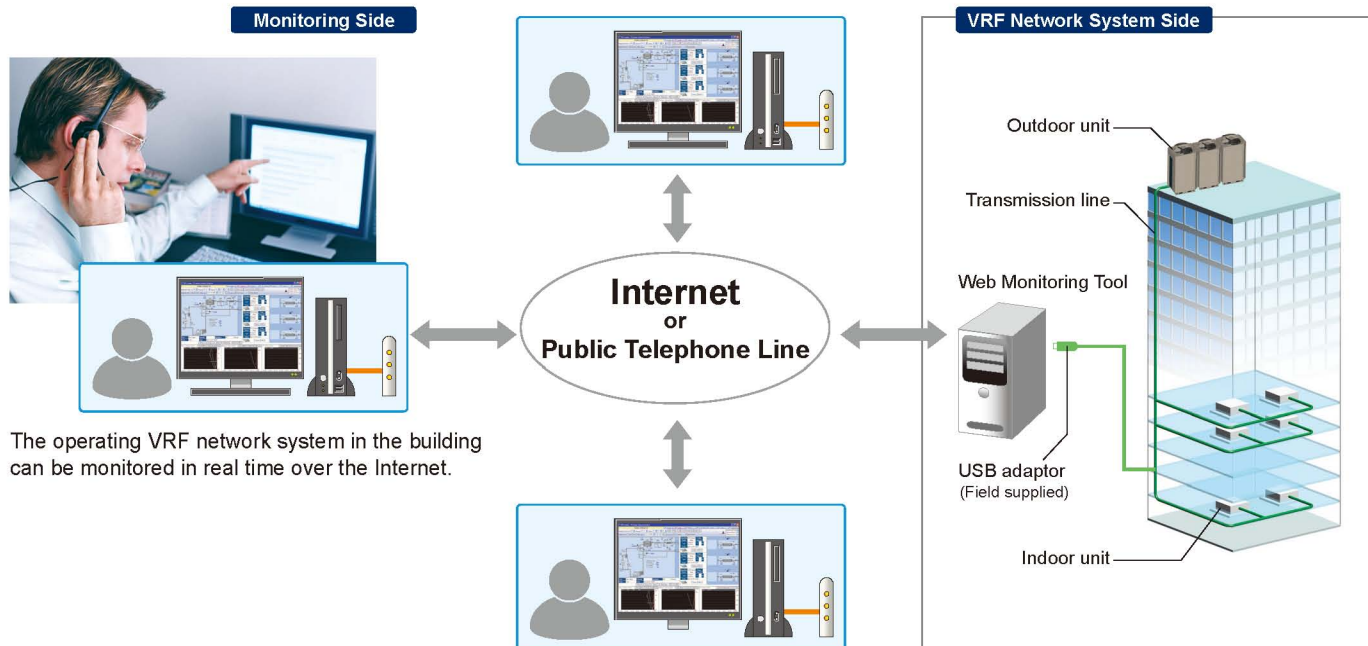 Monitoring Side
VRF Network System Side
Outdoor unit
Transmission line
Web Monitoring Tool
Internet
or
Public Telephone Line
The operating VRF network system in the building
can be monitored in real time over the Internet.
USB adaptor
(Field supplied)
Indoor unit